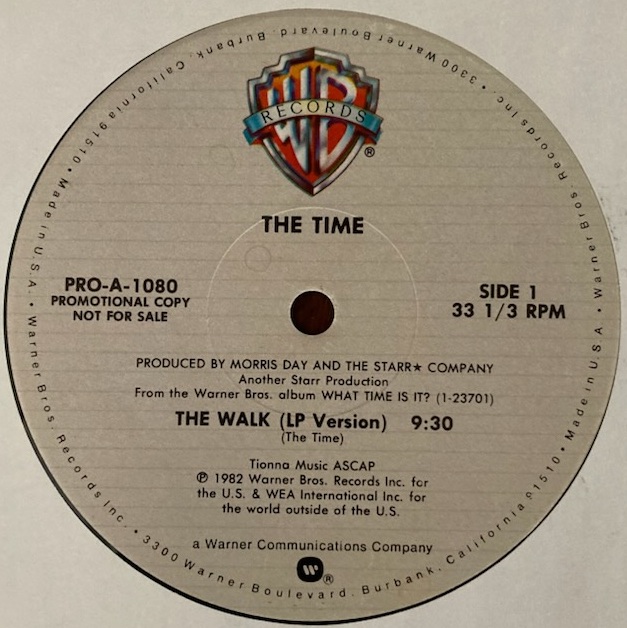 WB
RECORDS
®
THE TIME
PRO-A-1080
PROMOTIONAL COPY
NOT FOR SALE
SIDE 1
33 1/3 RPM
PRODUCED BY MORRIS DAY AND THE STARR★ COMPANY
Another Starr Production
From the Warner Bros. album WHAT TIME IS IT? (1-23701)
THE WALK (LP Version) 9:30
(The Time)
Tionna Music ASCAP
℗ 1982 Warner Bros. Records Inc. for
the U.S. & WEA International Inc. for
the world outside of the U.S.
a Warner Communications Company
®
Warner Bros. Records Inc. • 3300 Warner Boulevard. Burbank, California 91510 • Made in U.S.A. • Warner Bros. Records Inc. • 3300 Warner Boulevard. Burbank, California 91510 • Made in U.S.A. •